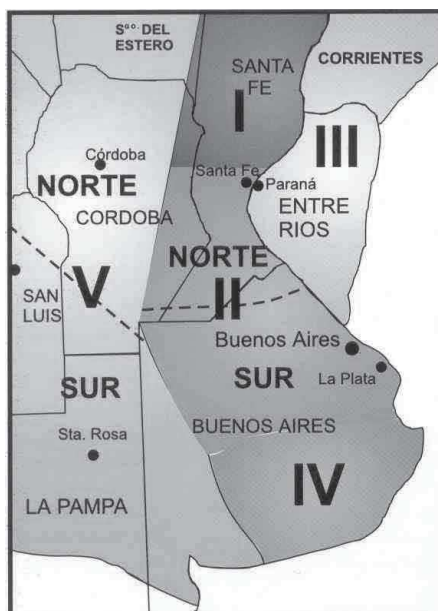 Sgo. DEL
ESTERO
SANTA
FE
CORRIENTES
I
III
Córdoba
Santa Fe
Paraná
NORTE
CORDOBA
ENTRE
RIOS
NORTE
V
II
SAN
LUIS
Buenos Aires
SUR
SUR
La Plata
Sta. Rosa
BUENOS AIRES
IV
LA PAMPA